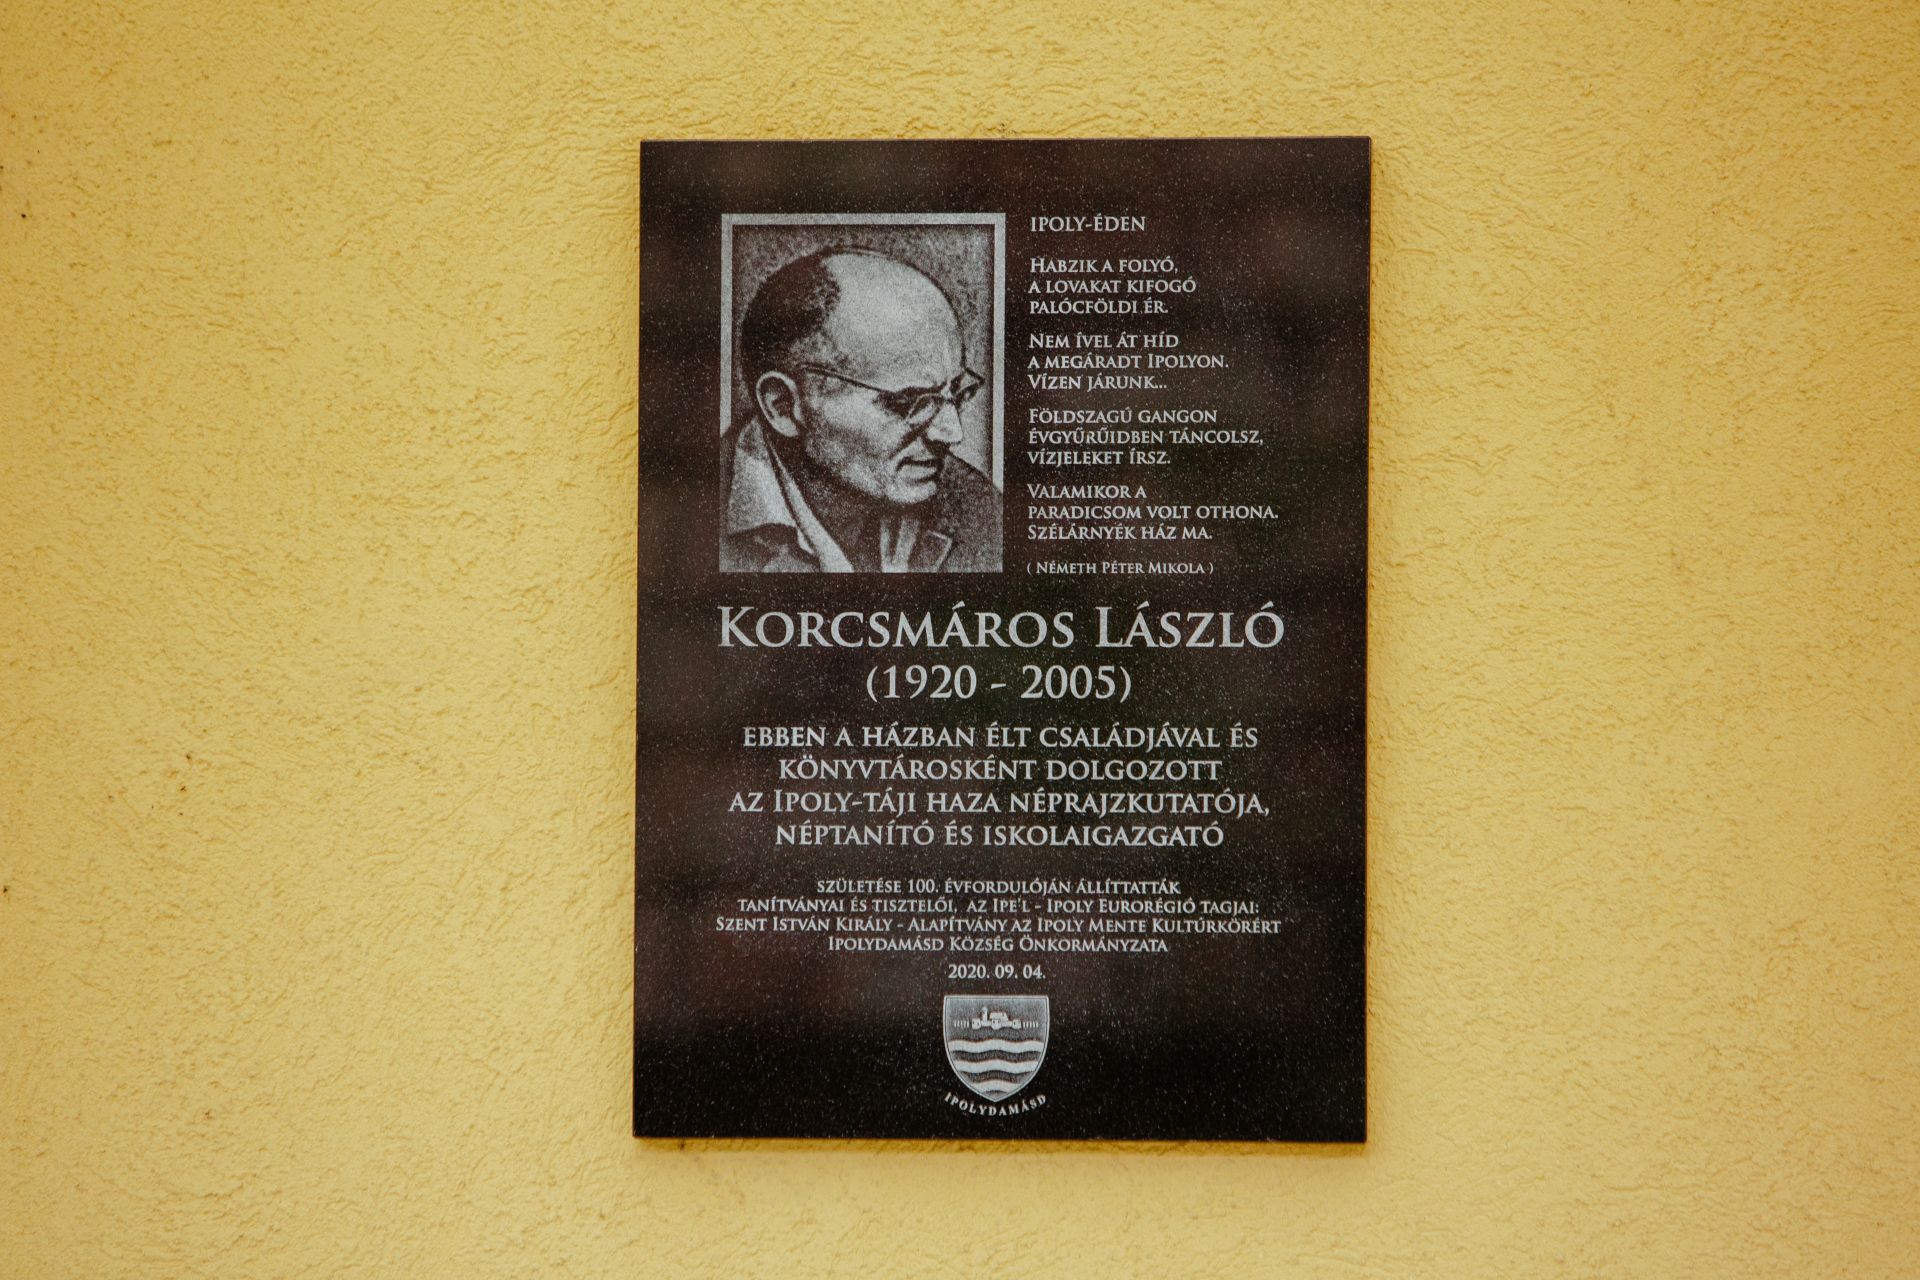 IPOLY-ÉDEN
HABZIK A FOLYÓ,
A LOVAKAT KIFOGÓ
PALÓCFÖLDI ÉR.
NEM ÍVEL ÁT HÍD
A MEGÁRADT IPOLYON.
VÍZEN JÁRUNK...
FÖLDSZAGÚ GANGON
ÉVGYŰRŰIDBEN TÁNCOLSZ,
VÍZJELEKET ÍRSZ.
VALAMIKOR A
PARADICSOM VOLT OTHONA.
SZÉLÁRNYÉK HÁZ MA.
( NÉMETH PÉTER MIKOLA )
KORCSMÁROS LÁSZLÓ
(1920 - 2005)
EBBEN A HÁZBAN ÉLT CSALÁDJÁVAL ÉS
KÖNYVTÁROSKÉNT DOLGOZOTT
AZ IPOLY-TÁJI HAZA NÉPRAJZKUTATÓJA,
NÉPTANÍTÓ ÉS ISKOLAIGAZGATÓ
SZÜLETÉSE 100. ÉVFORDULÓJÁN ÁLLÍTTATTÁK
TANÍTVÁNYAI ÉS TISZTELŐI, AZ IPE'L - IPOLY EURORÉGIÓ TAGJAI:
SZENT ISTVÁN KIRÁLY - ALAPÍTVÁNY AZ IPOLY MENTE KULTÚRKÖRÉRT
IPOLYDAMÁSD KÖZSÉG ÖNKORMÁNYZATA
2020. 09. 04.
IPOLYDAMÁSD